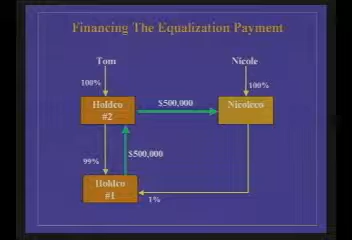 Financing The Equalization Payment
Tom
Nicole
100%
100%
Holdco
#2
$500,000
Nicoleco
99%
$500,000
Holdco
#1
1%